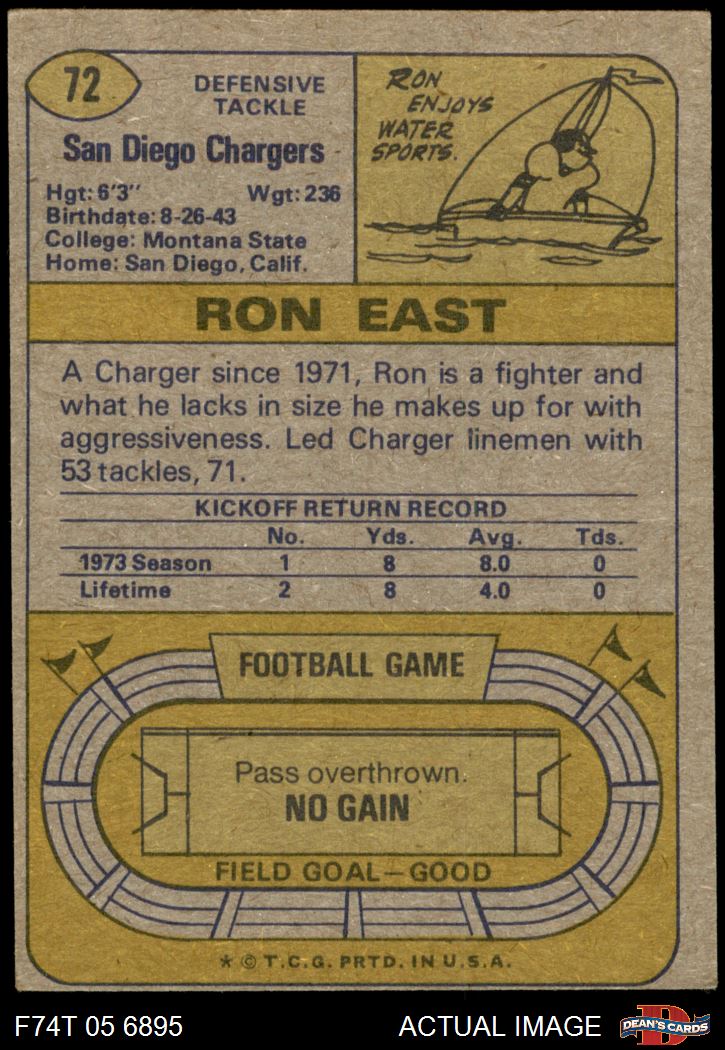 72
DEFENSIVE
TACKLE
San Diego Chargers
Hgt: 6'3" Wgt: 236
Birthdate: 8-26-43
College: Montana State
Home: San Diego, Calif.
RON
ENJOYS
WATER
SPORTS.
RON EAST
A Charger since 1971, Ron is a fighter and
what he lacks in size he makes up for with
aggressiveness. Led Charger linemen with
53 tackles, 71.
KICKOFF RETURN RECORD
No. Yds. Avg. Tds.
1973 Season 1 8 8.0 0
Lifetime 2 8 4.0 0
FOOTBALL GAME
Pass overthrown.
NO GAIN
FIELD GOAL—GOOD
* © T.C.G. PRTD. IN U.S.A.
F74T 05 6895 ACTUAL IMAGE
D
DEAN'S CARDS